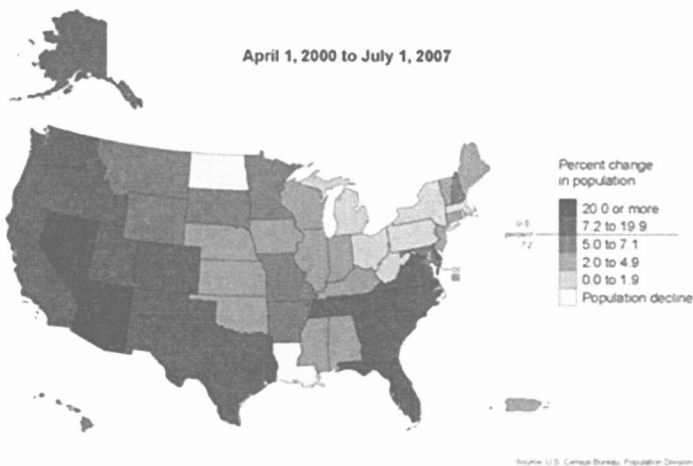 April 1, 2000 to July 1, 2007
Percent change
in population
20.0 or more
7.2 to 19.9
5.0 to 7.1
2.0 to 4.9
0.0 to 1.9
Population decline
U.S.
percent
7.2
Source: U.S. Census Bureau, Population Division